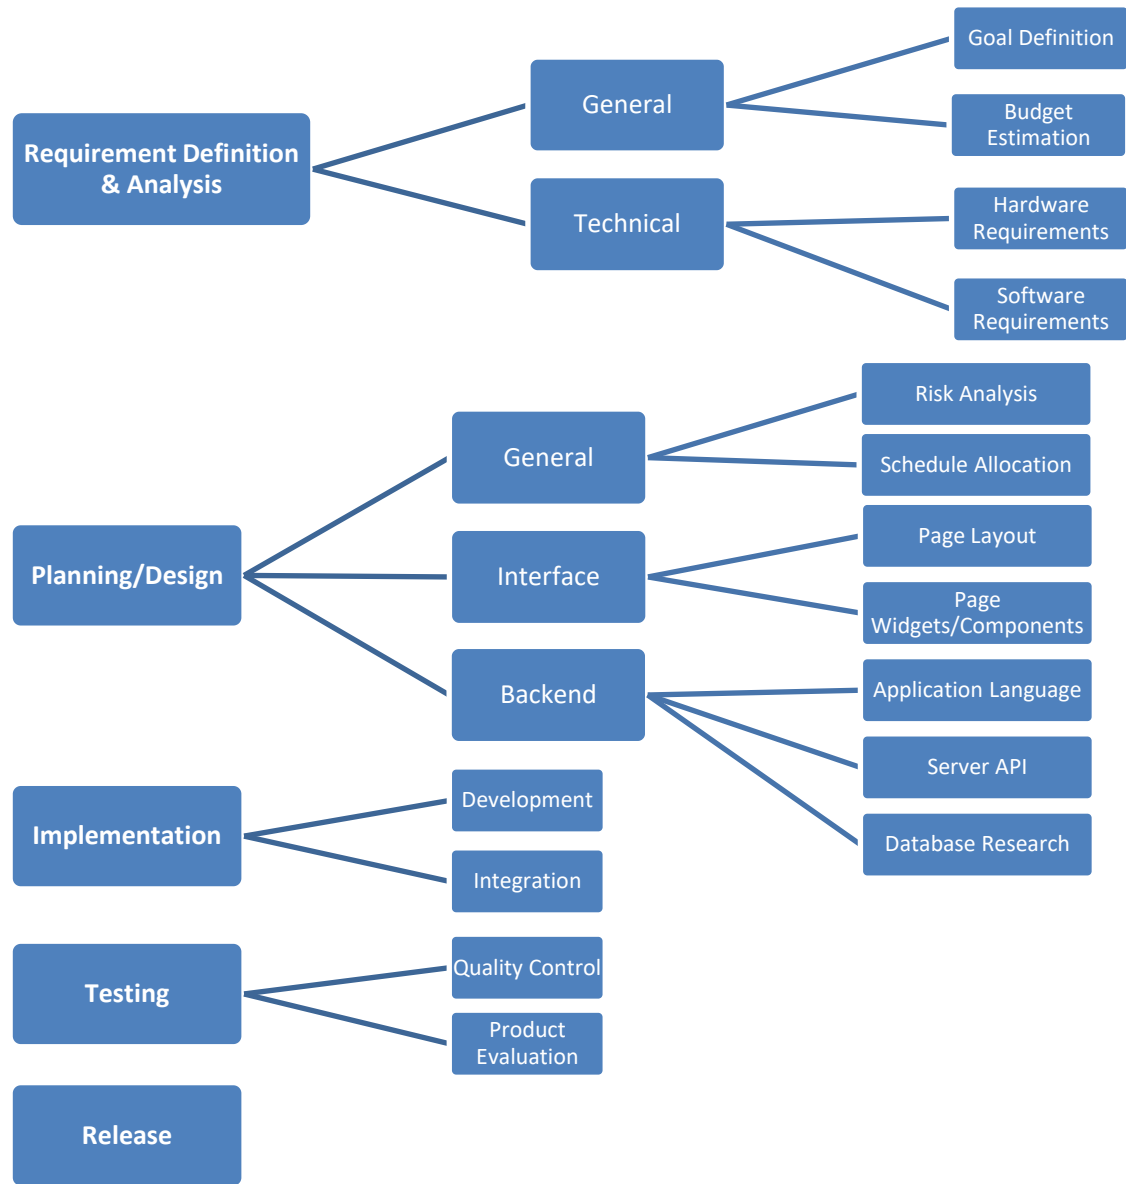 Requirement Definition
& Analysis
General
Goal Definition
Budget
Estimation
Technical
Hardware
Requirements
Software
Requirements
Planning/Design
General
Risk Analysis
Schedule Allocation
Interface
Page Layout
Page
Widgets/Components
Backend
Application Language
Server API
Database Research
Implementation
Development
Integration
Testing
Quality Control
Product
Evaluation
Release